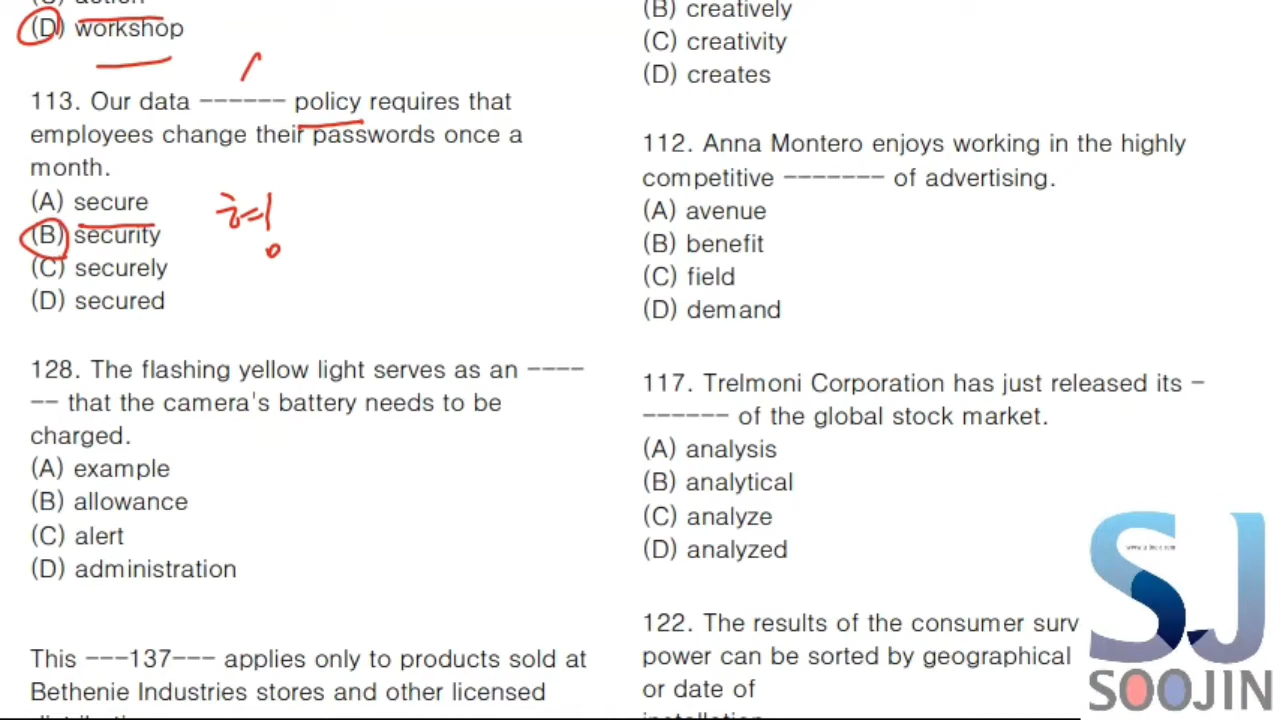 (D) workshop
113. Our data ------ policy requires that
employees change their passwords once a
month.
(A) secure
(B) security
(C) securely
(D) secured
128. The flashing yellow light serves as an ----
-- that the camera's battery needs to be
charged.
(A) example
(B) allowance
(C) alert
(D) administration
This ---137--- applies only to products sold at
Bethenie Industries stores and other licensed
(B) creatively
(C) creativity
(D) creates
112. Anna Montero enjoys working in the highly
competitive ------- of advertising.
(A) avenue
(B) benefit
(C) field
(D) demand
117. Trelmoni Corporation has just released its -
------ of the global stock market.
(A) analysis
(B) analytical
(C) analyze
(D) analyzed
122. The results of the consumer surv
power can be sorted by geographical
or date of
SJ
SOOJIN